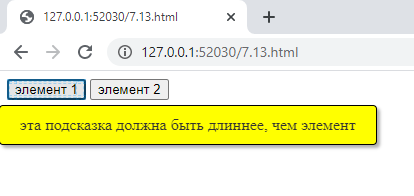 127.0.0.1:52030/7.13.html
127.0.0.1:52030/7.13.html
элемент 1 элемент 2
эта подсказка должна быть длиннее, чем элемент